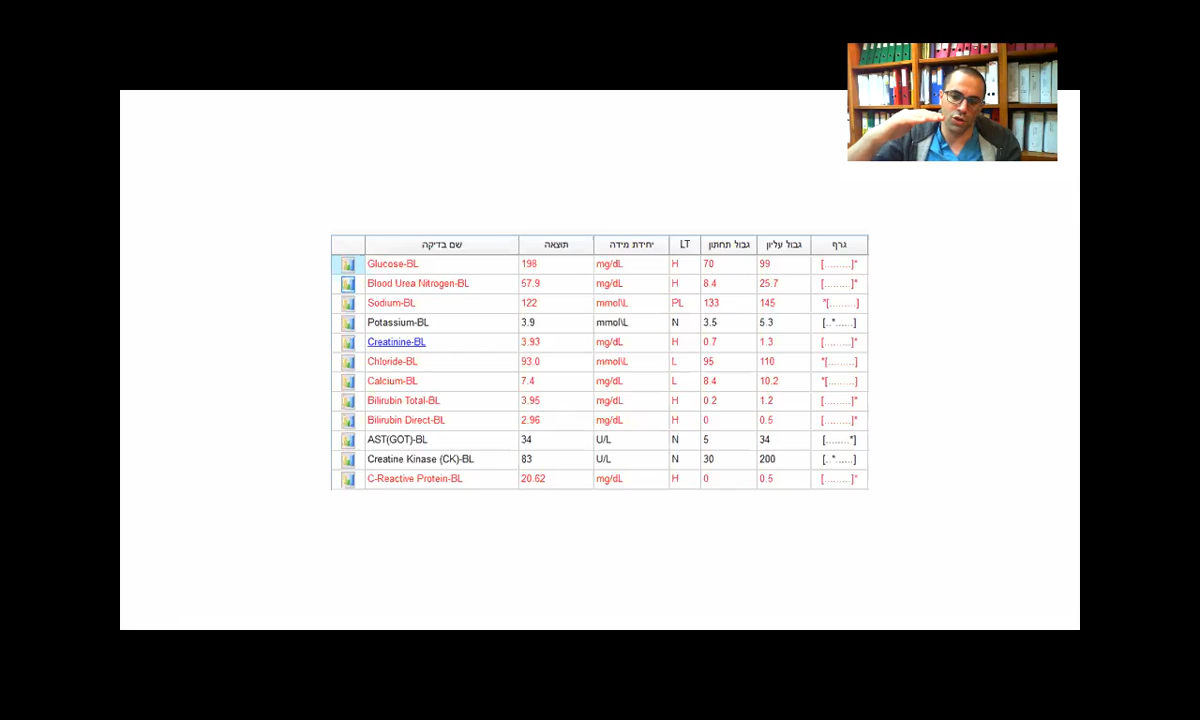 שם בדיקה תוצאה יחידת מידה LT גבול תחתון גבול עליון גרף
Glucose-BL 198 mg/dL H 70 99 [.........]*
Blood Urea Nitrogen-BL 57.9 mg/dL H 8.4 25.7 [.........]*
Sodium-BL 122 mmol\L PL 133 145 *[.........]
Potassium-BL 3.9 mmol\L N 3.5 5.3 [..*......]
Creatinine-BL 3.93 mg/dL H 0.7 1.3 [.........]*
Chloride-BL 93.0 mmol\L L 95 110 *[.........]
Calcium-BL 7.4 mg/dL L 8.4 10.2 *[.........]
Bilirubin Total-BL 3.95 mg/dL H 0.2 1.2 [.........]*
Bilirubin Direct-BL 2.96 mg/dL H 0 0.5 [.........]*
AST(GOT)-BL 34 U/L N 5 34 [........*]
Creatine Kinase (CK)-BL 83 U/L N 30 200 [..*......]
C-Reactive Protein-BL 20.62 mg/dL H 0 0.5 [.........]*